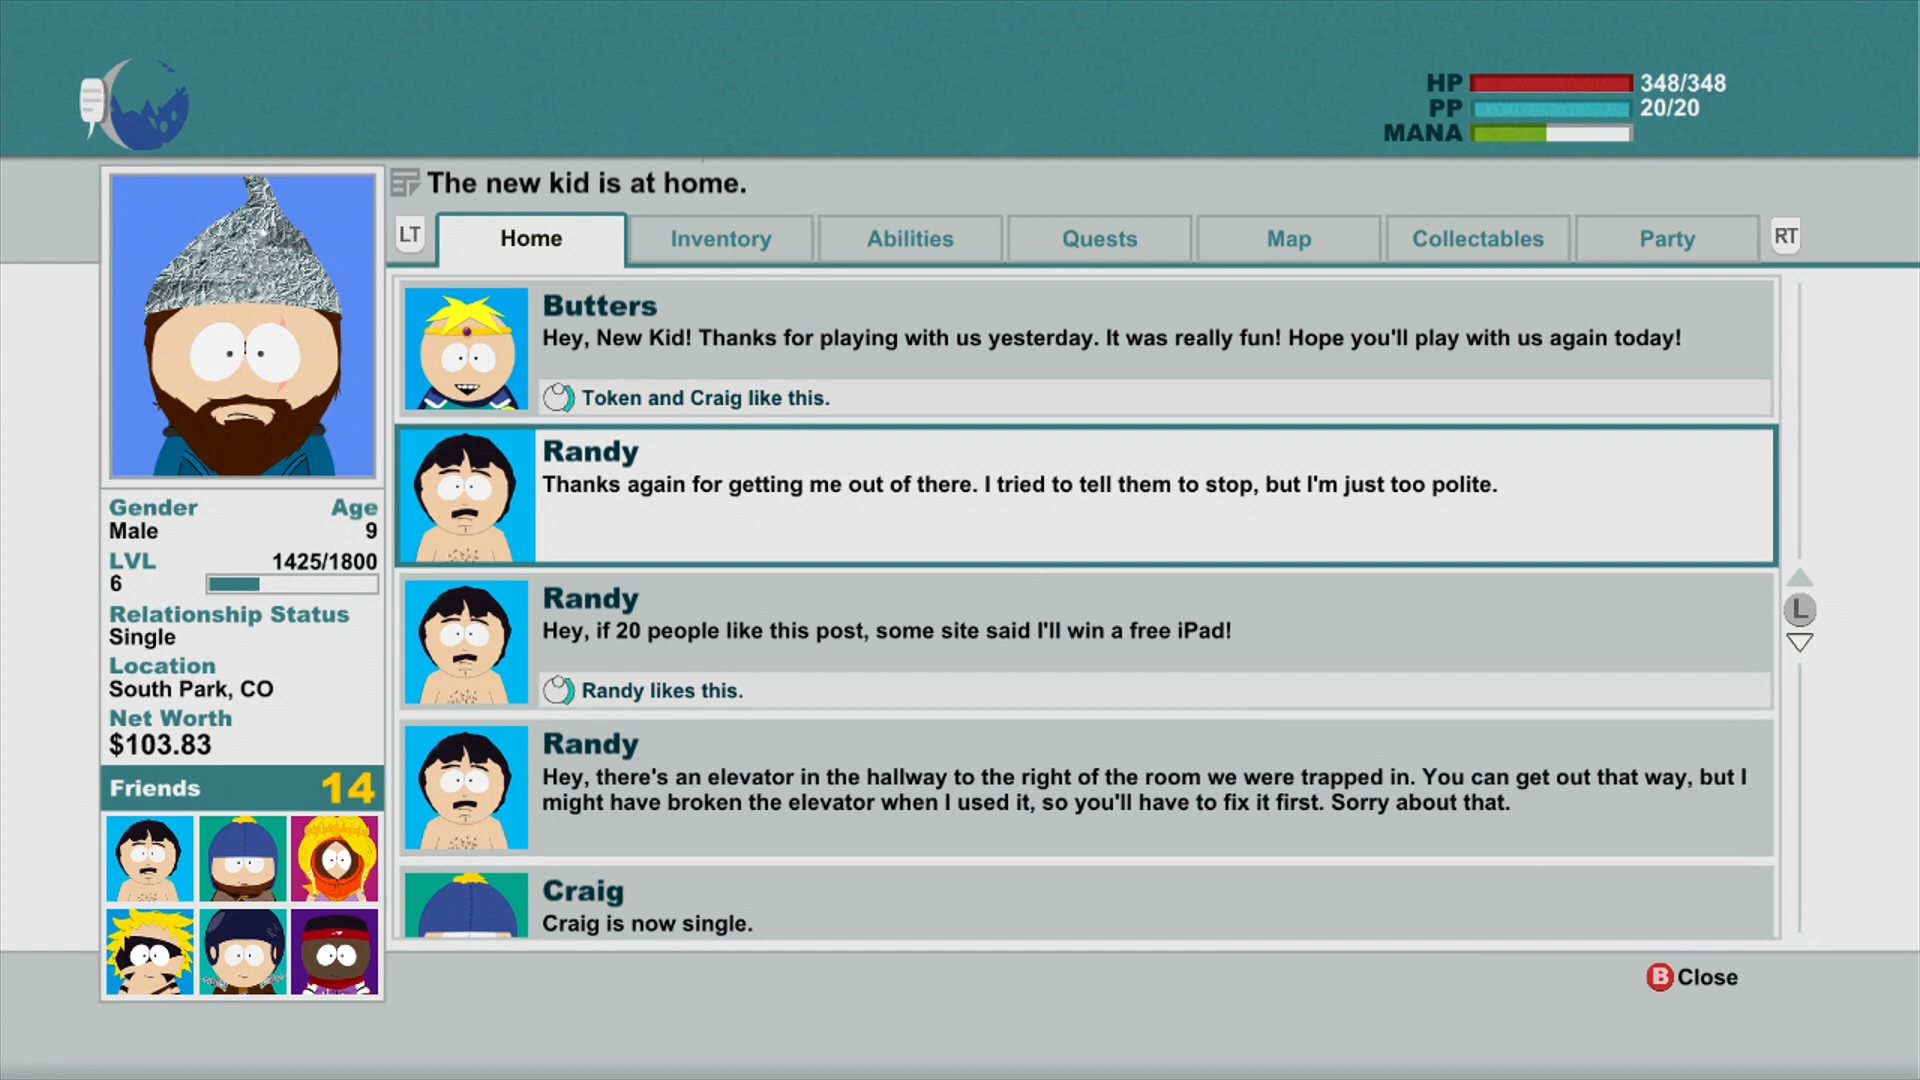 HP 348/348
PP 20/20
MANA
The new kid is at home.
LT Home Inventory Abilities Quests Map Collectables Party RT
Butters
Hey, New Kid! Thanks for playing with us yesterday. It was really fun! Hope you'll play with us again today!
Token and Craig like this.
Randy
Thanks again for getting me out of there. I tried to tell them to stop, but I'm just too polite.
Randy
Hey, if 20 people like this post, some site said I'll win a free iPad!
Randy likes this.
Randy
Hey, there's an elevator in the hallway to the right of the room we were trapped in. You can get out that way, but I
might have broken the elevator when I used it, so you'll have to fix it first. Sorry about that.
Craig
Craig is now single.
Gender Age
Male 9
LVL 1425/1800
6
Relationship Status
Single
Location
South Park, CO
Net Worth
$103.83
Friends 14
L
B Close